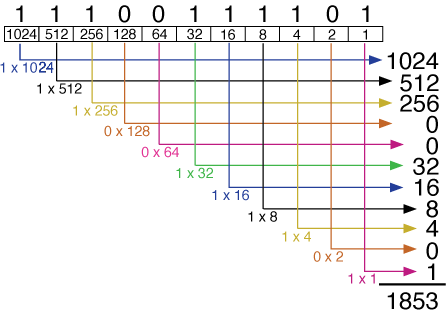 1 1 1 0 0 1 1 1 1 0 1
1024 512 256 128 64 32 16 8 4 2 1
1 x 1024 1024
1 x 512 512
1 x 256 256
0 x 128 0
0 x 64 0
1 x 32 32
1 x 16 16
1 x 8 8
1 x 4 4
0 x 2 0
1 x 1 1
1853